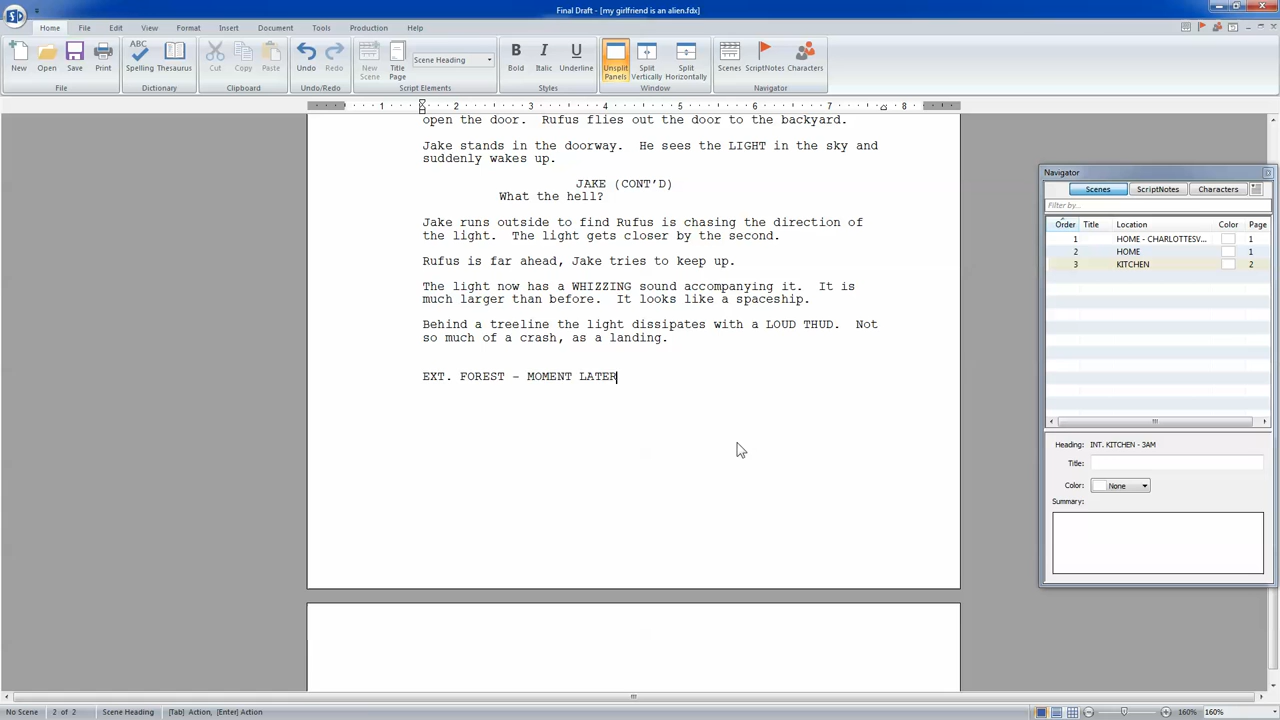 Final Draft - [my girlfriend is an alien.fdx]
Home File Edit View Format Insert Document Tools Production Help
New Open Save Print
ABC
Spelling Thesaurus
Cut Copy Paste
Undo Redo
New Scene
Title Page
Scene Heading
B I U
Bold Italic Underline
Unsplit Panels
Split Vertically
Split Horizontally
Scenes ScriptNotes Characters
File Dictionary Clipboard Undo/Redo Script Elements Styles Window Navigator
1 2 3 4 5 6 7 8
open the door. Rufus flies out the door to the backyard.
Jake stands in the doorway. He sees the LIGHT in the sky and
suddenly wakes up.
JAKE (CONT'D)
What the hell?
Jake runs outside to find Rufus is chasing the direction of
the light. The light gets closer by the second.
Rufus is far ahead, Jake tries to keep up.
The light now has a WHIZZING sound accompanying it. It is
much larger than before. It looks like a spaceship.
Behind a treeline the light dissipates with a LOUD THUD. Not
so much of a crash, as a landing.
EXT. FOREST - MOMENT LATER
Navigator
Scenes ScriptNotes Characters
Filter by...
Order Title Location Color Page
1 HOME - CHARLOTTESV... 1
2 HOME 1
3 KITCHEN 2
Heading: INT. KITCHEN - 3AM
Title:
Color: None
Summary:
No Scene 2 of 2 Scene Heading [Tab] Action, [Enter] Action 160% 160%